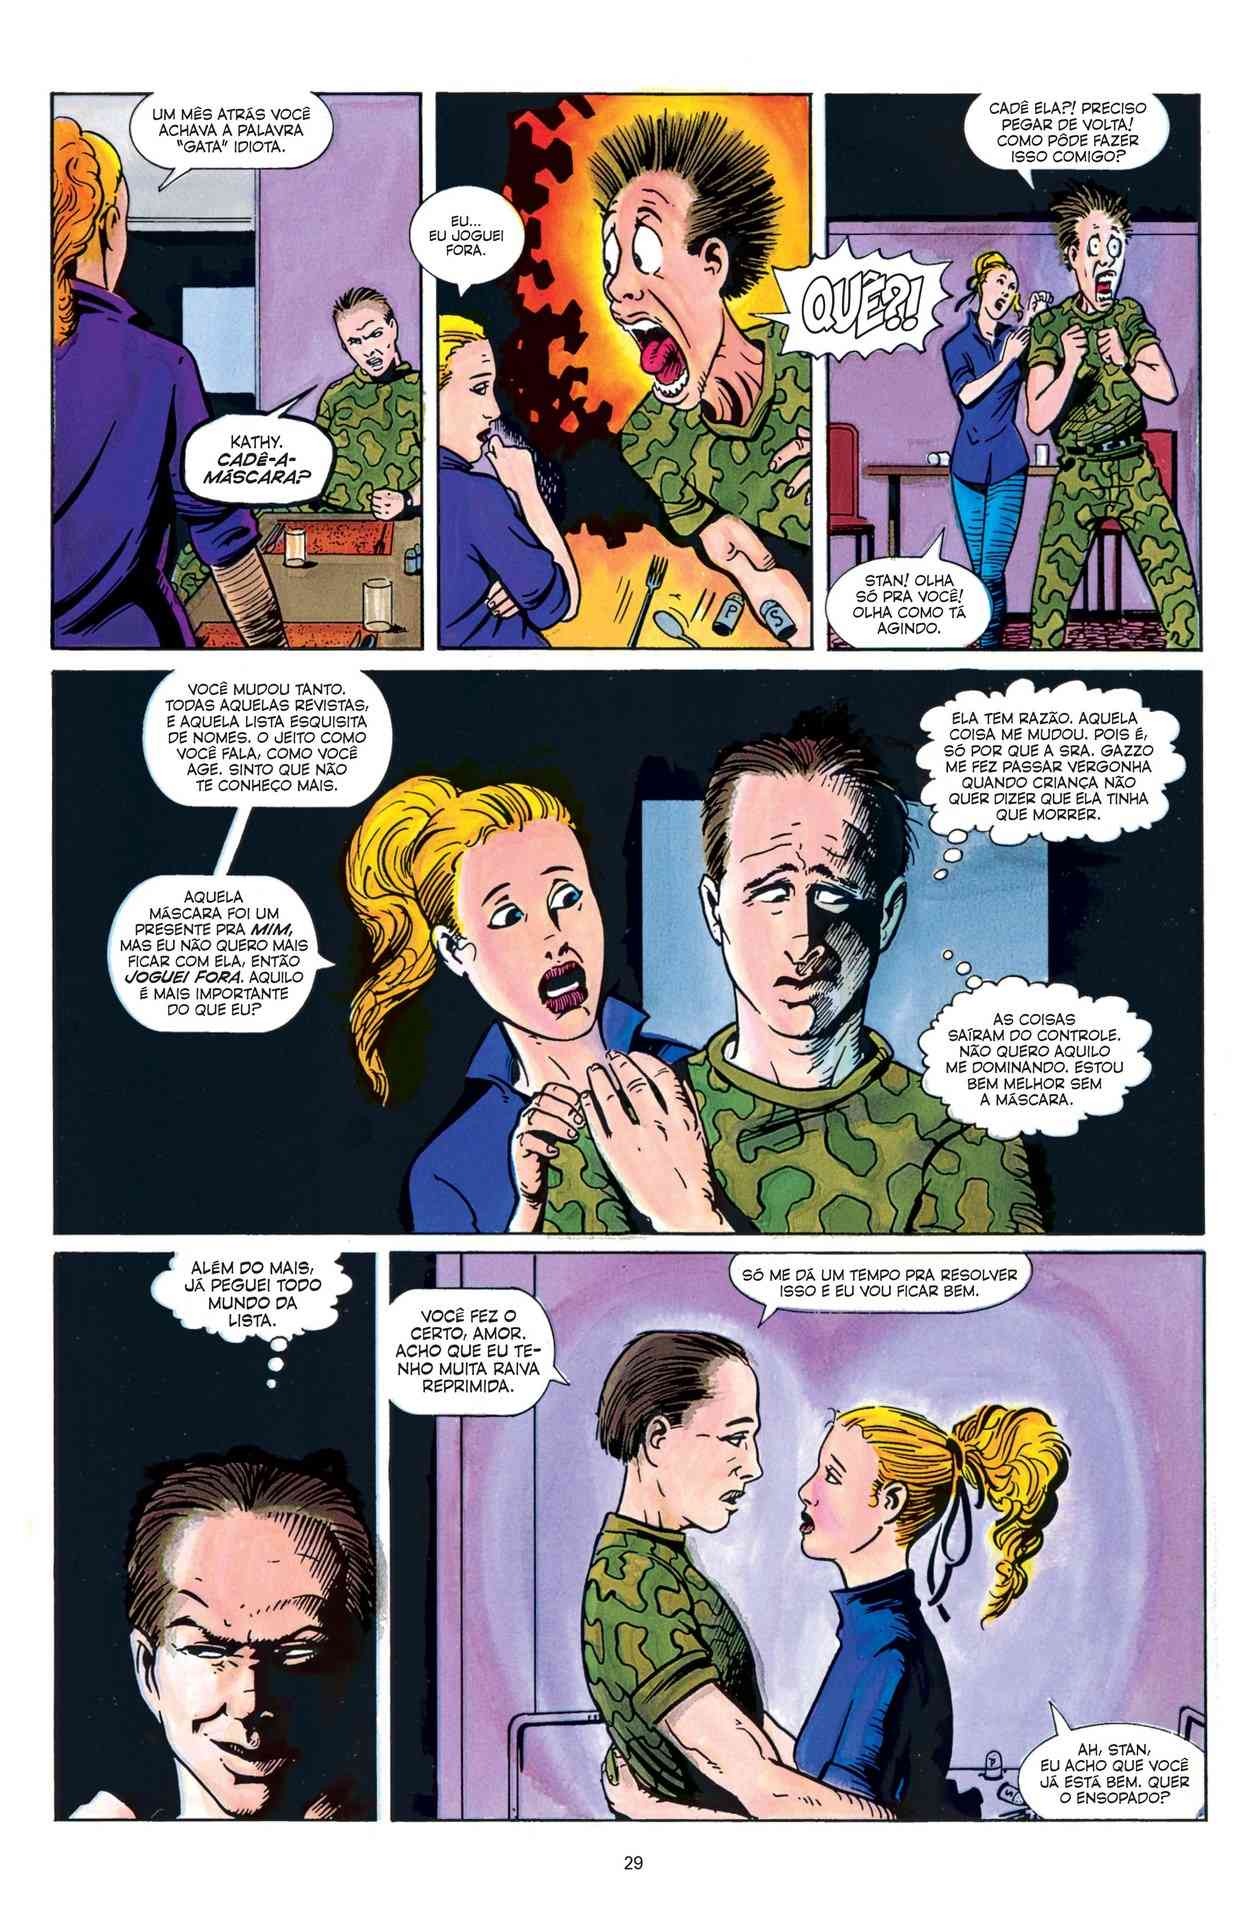 UM MÊS ATRÁS VOCÊ
ACHAVA A PALAVRA
"GATA" IDIOTA.
KATHY.
CADÊ-A-
MÁSCARA?
EU...
EU JOGUEI
FORA.
QUÊ?!
P
S
CADÊ ELA?! PRECISO
PEGAR DE VOLTA!
COMO PÔDE FAZER
ISSO COMIGO?
STAN! OLHA
SÓ PRA VOCÊ!
OLHA COMO TÁ
AGINDO.
VOCÊ MUDOU TANTO.
TODAS AQUELAS REVISTAS,
E AQUELA LISTA ESQUISITA
DE NOMES. O JEITO COMO
VOCÊ FALA, COMO VOCÊ
AGE. SINTO QUE NÃO
TE CONHEÇO MAIS.
AQUELA
MÁSCARA FOI UM
PRESENTE PRA MIM,
MAS EU NÃO QUERO MAIS
FICAR COM ELA, ENTÃO
JOGUEI FORA. AQUILO
É MAIS IMPORTANTE
DO QUE EU?
ELA TEM RAZÃO. AQUELA
COISA ME MUDOU. POIS É,
SÓ POR QUE A SRA. GAZZO
ME FEZ PASSAR VERGONHA
QUANDO CRIANÇA NÃO
QUER DIZER QUE ELA TINHA
QUE MORRER.
AS COISAS
SAÍRAM DO CONTROLE.
NÃO QUERO AQUILO
ME DOMINANDO. ESTOU
BEM MELHOR SEM
A MÁSCARA.
ALÉM DO MAIS,
JÁ PEGUEI TODO
MUNDO DA
LISTA.
VOCÊ FEZ O
CERTO, AMOR.
ACHO QUE EU TE-
NHO MUITA RAIVA
REPRIMIDA.
SÓ ME DÁ UM TEMPO PRA RESOLVER
ISSO E EU VOU FICAR BEM.
AH, STAN,
EU ACHO QUE VOCÊ
JÁ ESTÁ BEM. QUER
O ENSOPADO?
29